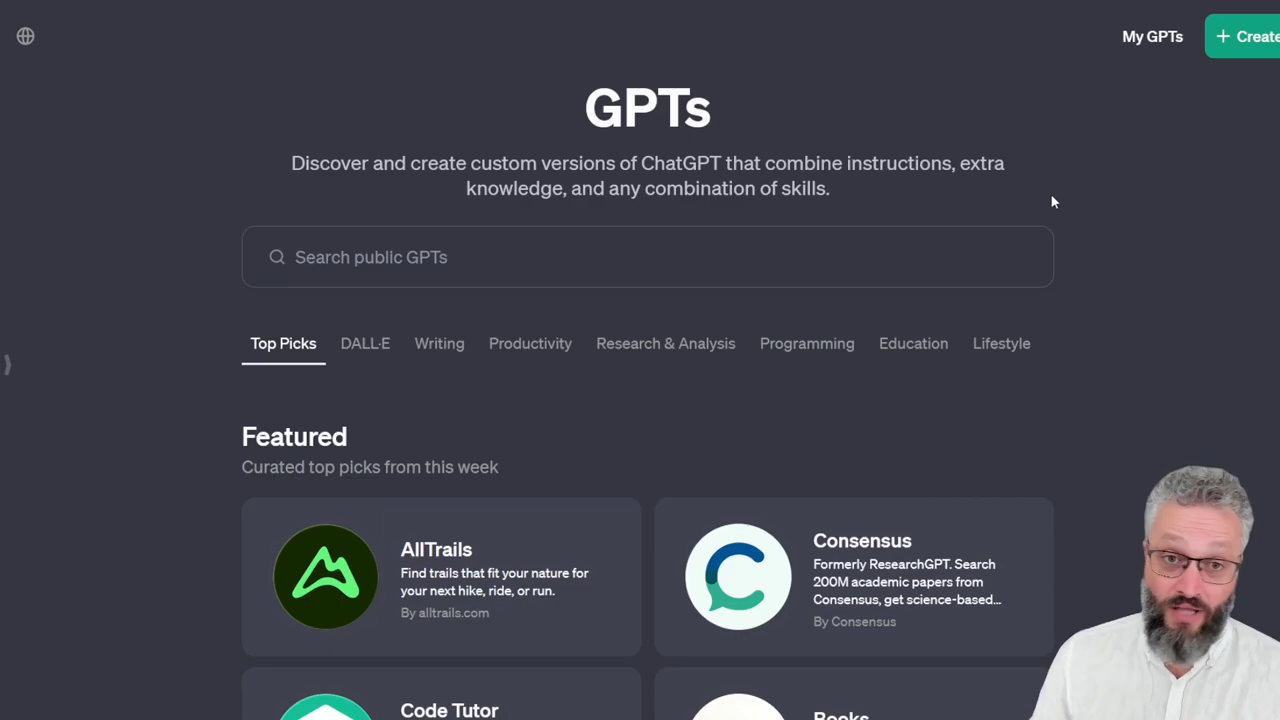 My GPTs
+ Create
GPTs
Discover and create custom versions of ChatGPT that combine instructions, extra
knowledge, and any combination of skills.
Search public GPTs
Top Picks
DALL·E
Writing
Productivity
Research & Analysis
Programming
Education
Lifestyle
Featured
Curated top picks from this week
AllTrails
Find trails that fit your nature for
your next hike, ride, or run.
By alltrails.com
Consensus
Formerly ResearchGPT. Search
200M academic papers from
Consensus, get science-based...
By Consensus
Code Tutor
Books